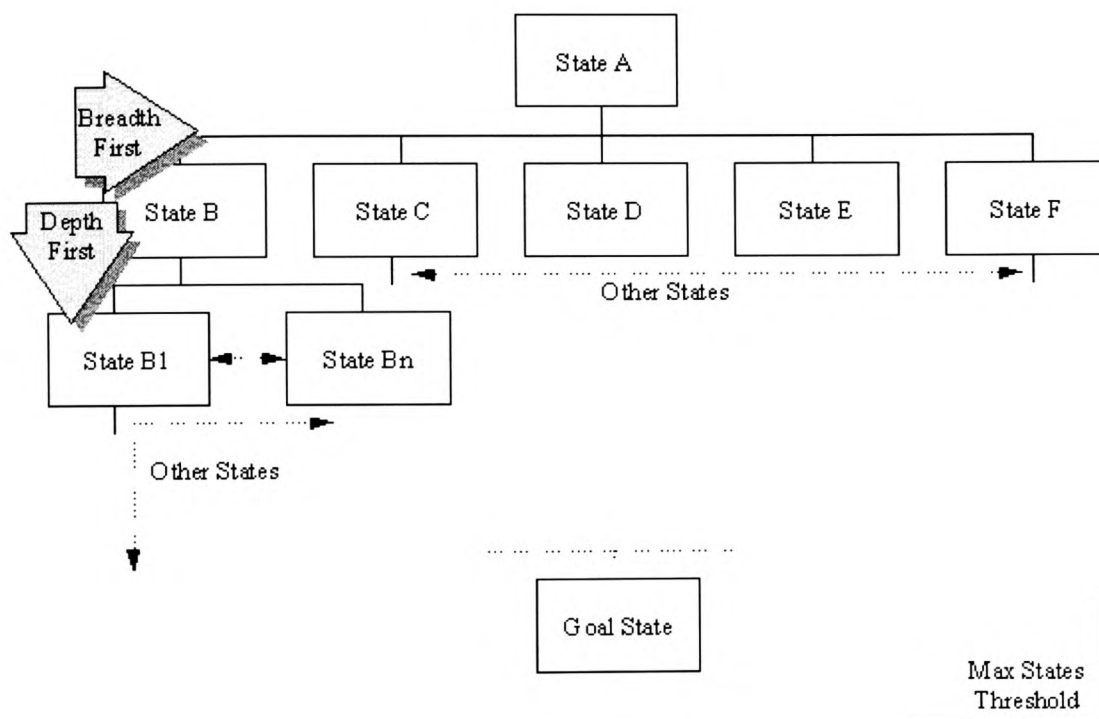 State A
Breadth
First
State B
State C
State D
State E
State F
Depth
First
Other States
State B1
State Bn
Other States
Goal State
Max States
Threshold